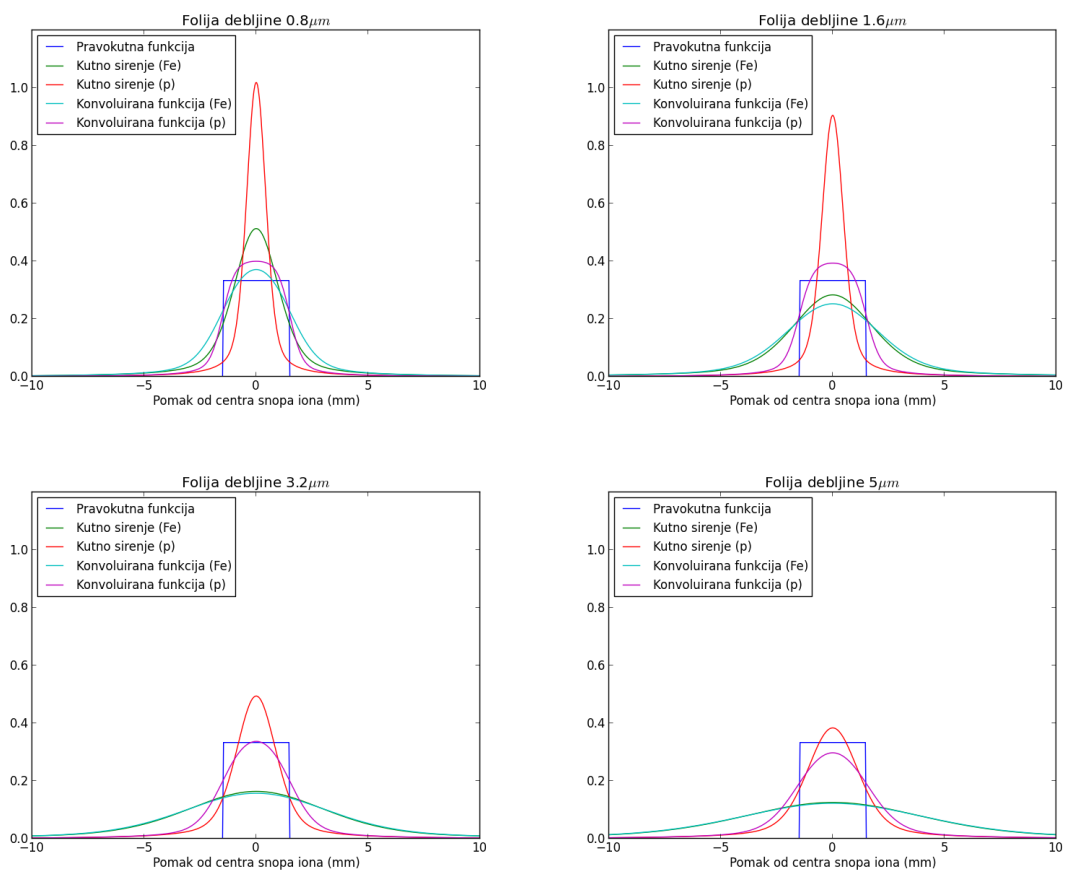 Folija debljine 0.8μm
Pravokutna funkcija
Kutno sirenje (Fe)
Kutno sirenje (p)
Konvoluirana funkcija (Fe)
Konvoluirana funkcija (p)
1.0
0.8
0.6
0.4
0.2
0.0
−10
−5
0
5
10
Pomak od centra snopa iona (mm)
Folija debljine 1.6μm
Pravokutna funkcija
Kutno sirenje (Fe)
Kutno sirenje (p)
Konvoluirana funkcija (Fe)
Konvoluirana funkcija (p)
1.0
0.8
0.6
0.4
0.2
0.0
−10
−5
0
5
10
Pomak od centra snopa iona (mm)
Folija debljine 3.2μm
Pravokutna funkcija
Kutno sirenje (Fe)
Kutno sirenje (p)
Konvoluirana funkcija (Fe)
Konvoluirana funkcija (p)
1.0
0.8
0.6
0.4
0.2
0.0
−10
−5
0
5
10
Pomak od centra snopa iona (mm)
Folija debljine 5μm
Pravokutna funkcija
Kutno sirenje (Fe)
Kutno sirenje (p)
Konvoluirana funkcija (Fe)
Konvoluirana funkcija (p)
1.0
0.8
0.6
0.4
0.2
0.0
−10
−5
0
5
10
Pomak od centra snopa iona (mm)